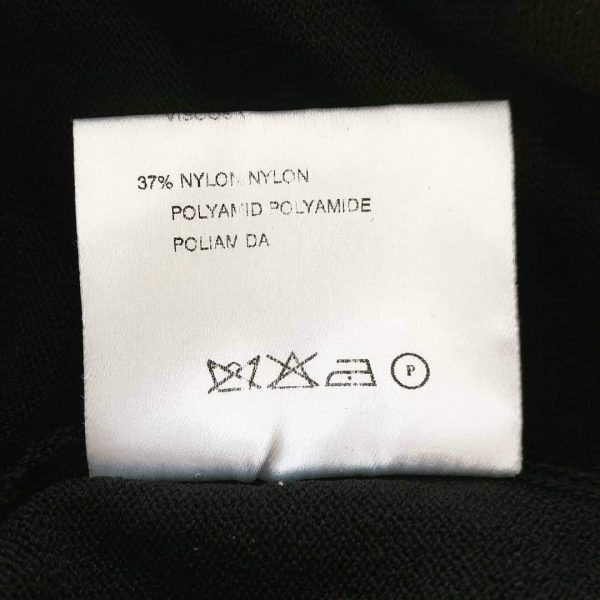 37% NYLON NYLON
POLYAMID POLYAMIDE
POLIAM DA
P